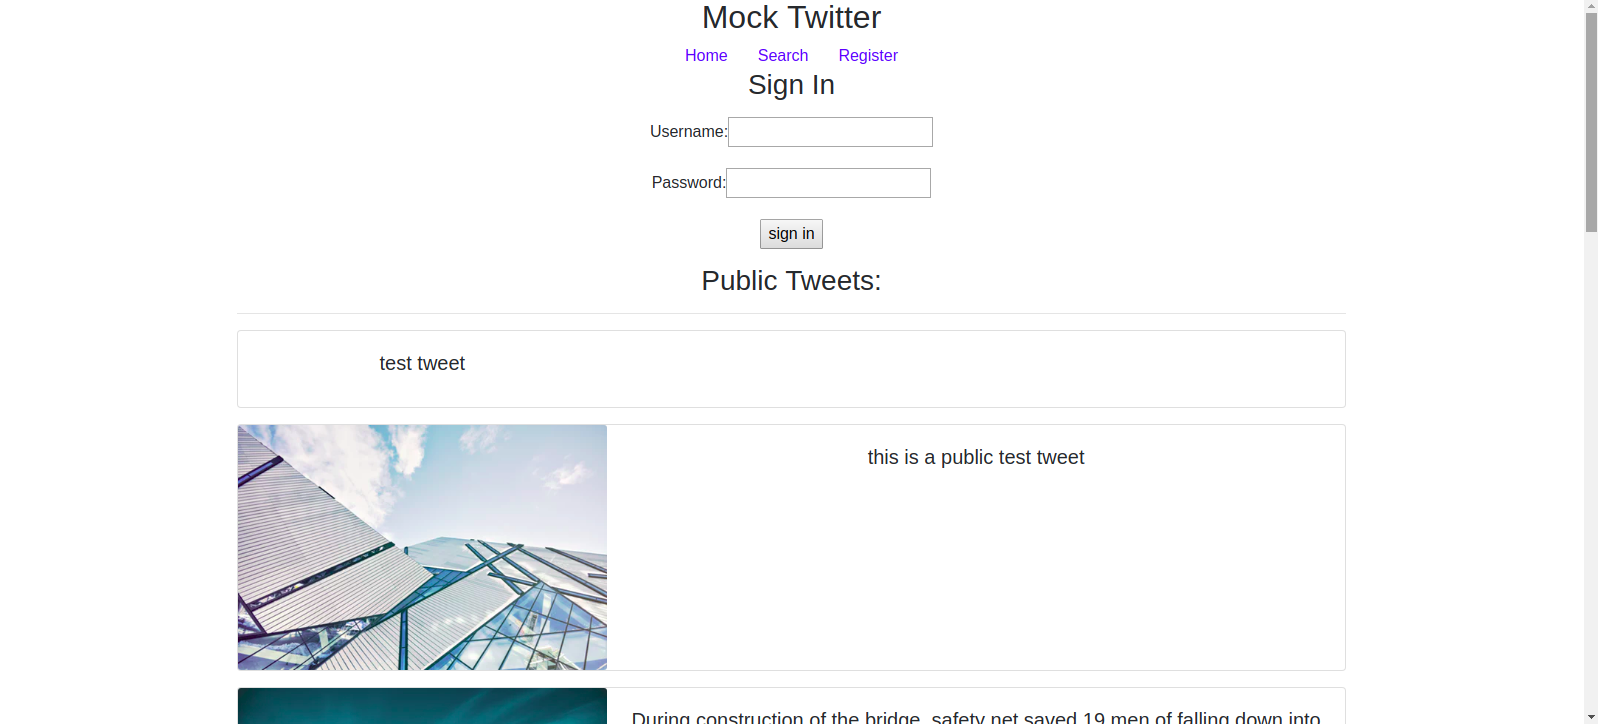 Mock Twitter
Home Search Register
Sign In
Username:
Password:
sign in
Public Tweets:
test tweet
this is a public test tweet
During construction of the bridge, safety net saved 19 men of falling down into